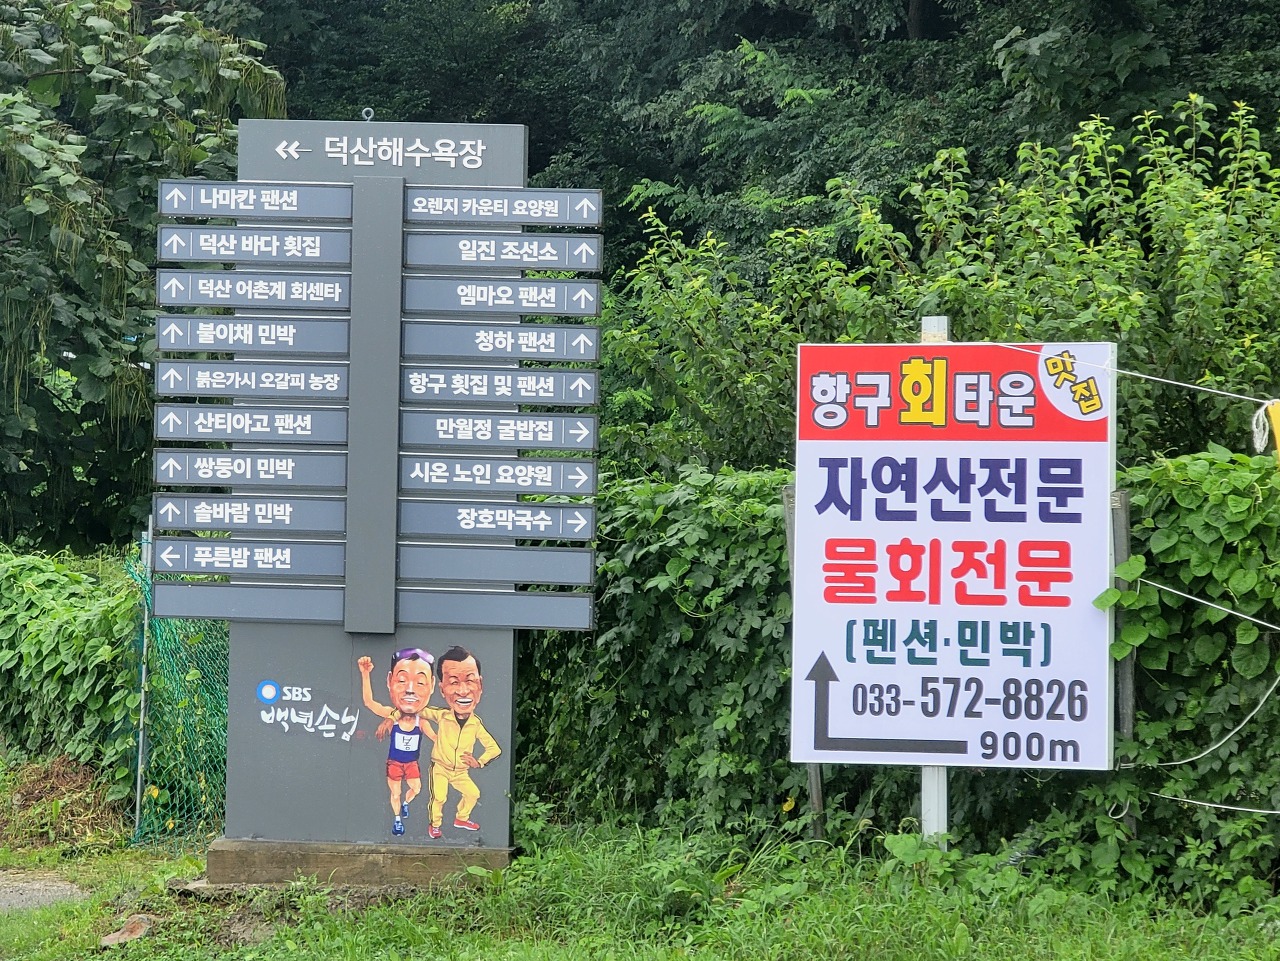 덕산해수욕장
나마칸 팬션
덕산 바다 횟집
덕산 어촌계 회센타
불이채 민박
붉은가시 오갈피 농장
산티아고 팬션
쌍둥이 민박
솔바람 민박
푸른밤 팬션
오렌지 카운티 요양원
일진 조선소
엠마오 팬션
청하 팬션
항구 횟집 및 팬션
만월정 굴밥집
시온 노인 요양원
장호막국수
SBS
백년손님
봄
항구회타운
맛집
자연산전문
물회전문
(펜션·민박)
033-572-8826
900m